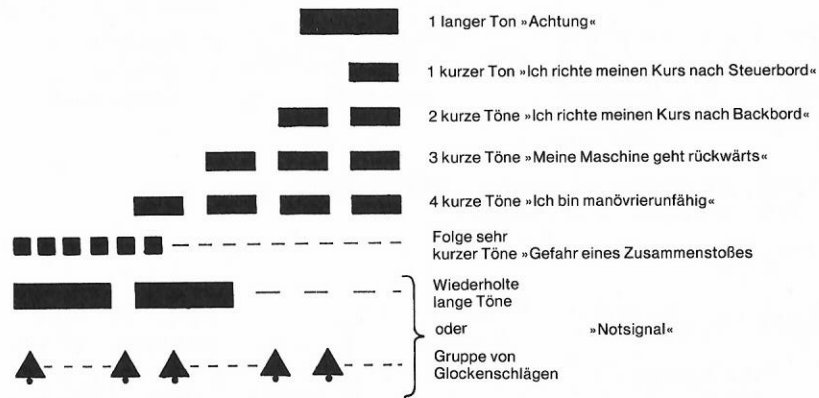 1 langer Ton »Achtung«
1 kurzer Ton »Ich richte meinen Kurs nach Steuerbord«
2 kurze Töne »Ich richte meinen Kurs nach Backbord«
3 kurze Töne »Meine Maschine geht rückwärts«
4 kurze Töne »Ich bin manövrierunfähig«
Folge sehr
kurzer Töne »Gefahr eines Zusammenstoßes
Wiederholte
lange Töne
oder »Notsignal«
Gruppe von
Glockenschlägen